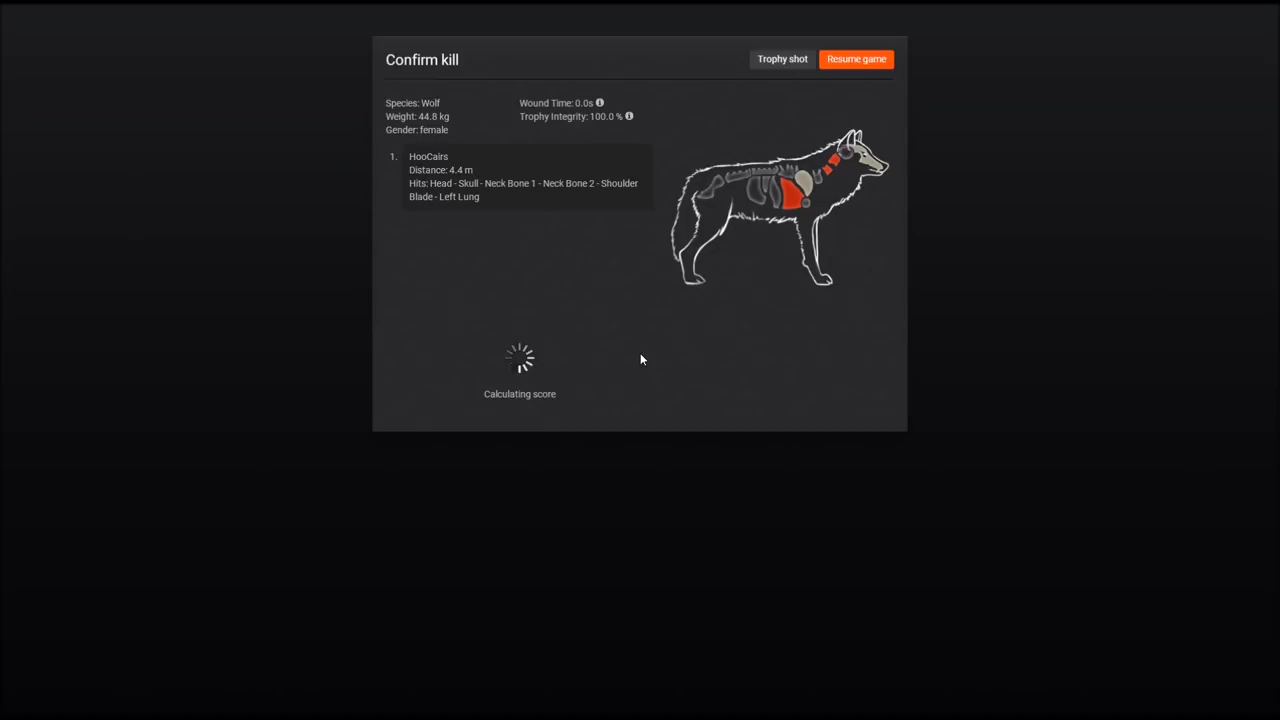 Confirm kill
Trophy shot
Resume game
Species: Wolf
Weight: 44.8 kg
Gender: female
Wound Time: 0.0s
Trophy Integrity: 100.0 %
1.
HooCairs
Distance: 4.4 m
Hits: Head - Skull - Neck Bone 1 - Neck Bone 2 - Shoulder
Blade - Left Lung
Calculating score